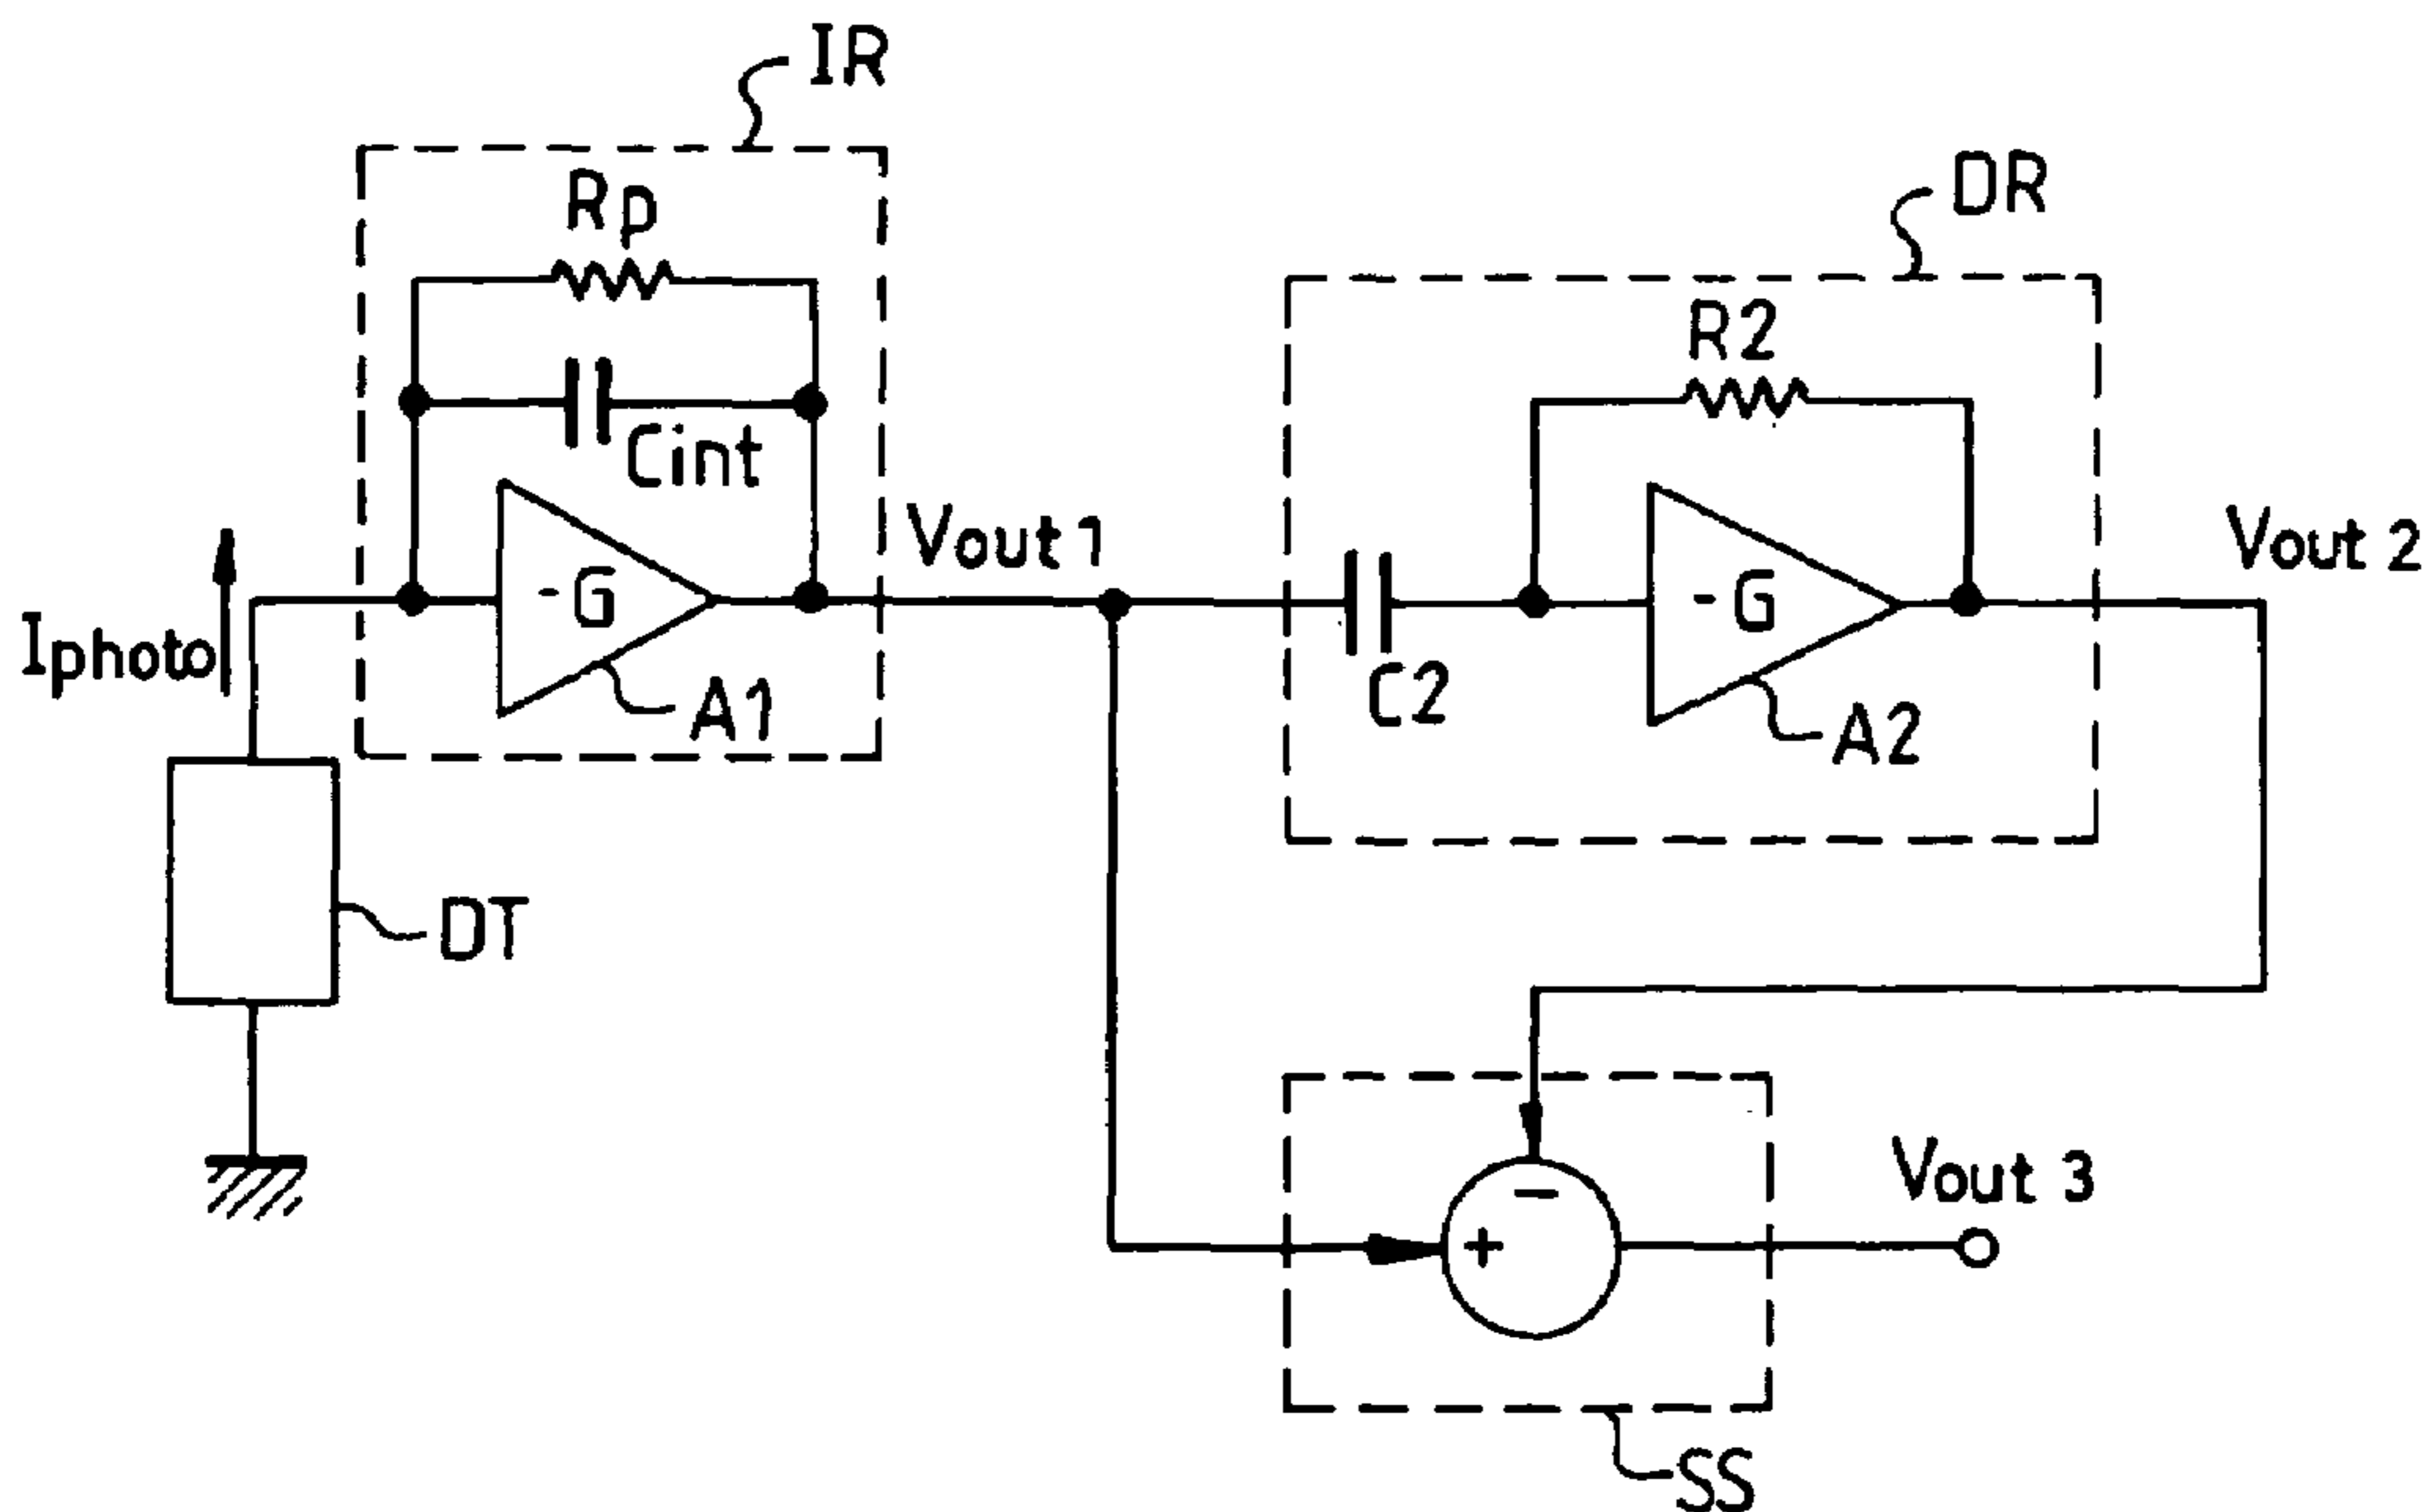 IR
Rp
DR
R2
Cint
Vout 1
Vout 2
-G
-G
Iphoto
C2
A1
A2
DT
−
Vout 3
+
SS